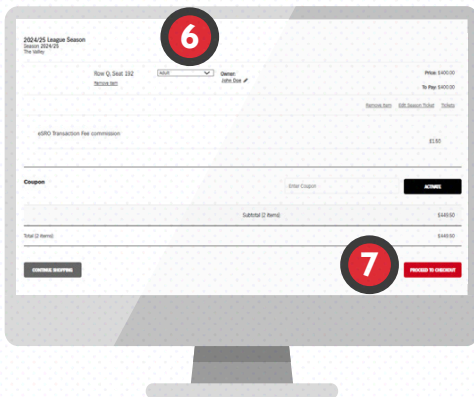 6
2024/25 League Season
Season 2024/25
The Valley
Row Q, Seat 192
Adult
Owner:
Price: £400.00
Remove item
John Doe
To Pay: £400.00
Remove item Edit Season Ticket Tickets
eSRO Transaction Fee commission
£1.50
Coupon
Enter Coupon
ACTIVATE
Subtotal (2 items)
£449.50
Total (2 items)
£449.50
7
CONTINUE SHOPPING
PROCEED TO CHECKOUT